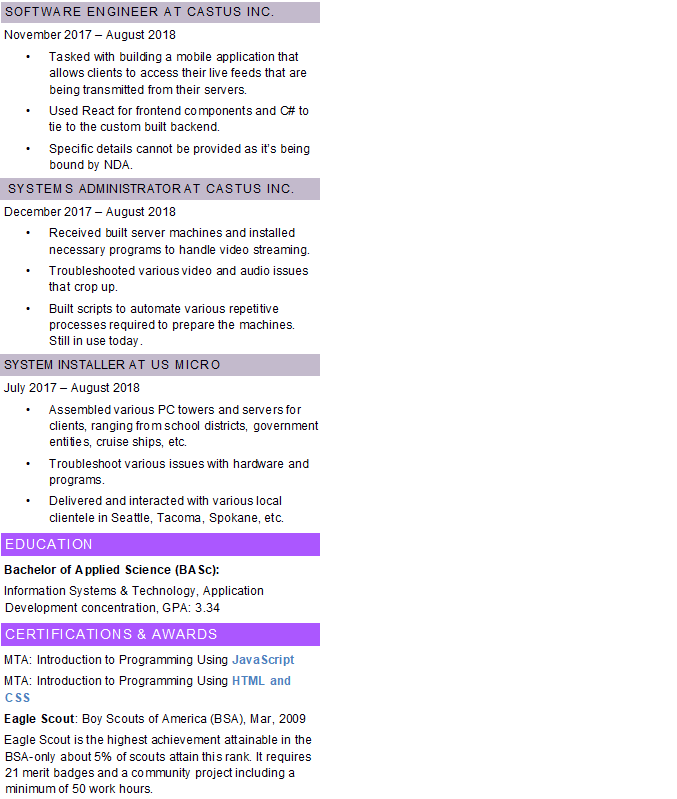 SOFTWARE ENGINEER AT CASTUS INC.
November 2017 – August 2018
• Tasked with building a mobile application that
allows clients to access their live feeds that are
being transmitted from their servers.
• Used React for frontend components and C# to
tie to the custom built backend.
• Specific details cannot be provided as it's being
bound by NDA.
SYSTEMS ADMINISTRATOR AT CASTUS INC.
December 2017 – August 2018
• Received built server machines and installed
necessary programs to handle video streaming.
• Troubleshooted various video and audio issues
that crop up.
• Built scripts to automate various repetitive
processes required to prepare the machines.
Still in use today.
SYSTEM INSTALLER AT US MICRO
July 2017 – August 2018
• Assembled various PC towers and servers for
clients, ranging from school districts, government
entities, cruise ships, etc.
• Troubleshoot various issues with hardware and
programs.
• Delivered and interacted with various local
clientele in Seattle, Tacoma, Spokane, etc.
EDUCATION
Bachelor of Applied Science (BASc):
Information Systems & Technology, Application
Development concentration, GPA: 3.34
CERTIFICATIONS & AWARDS
MTA: Introduction to Programming Using JavaScript
MTA: Introduction to Programming Using HTML and
CSS
Eagle Scout: Boy Scouts of America (BSA), Mar, 2009
Eagle Scout is the highest achievement attainable in the
BSA-only about 5% of scouts attain this rank. It requires
21 merit badges and a community project including a
minimum of 50 work hours.